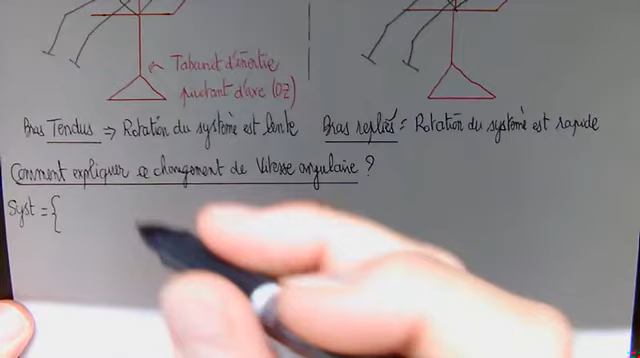 Tabouret d'inertie
pivotant d'axe (OZ)
Bras Tendus ⇒ Rotation du système est lente
Bras repliés = Rotation du système est rapide
Comment expliquer ce changement de Vitesse angulaire ?
Syst = {